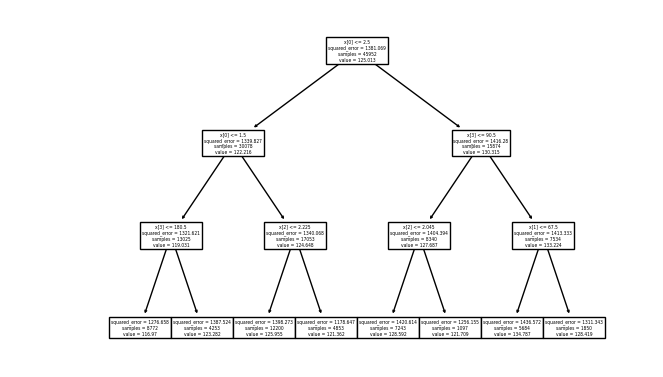 x[0] <= 2.5
squared_error = 1381.069
samples = 45952
value = 125.013
x[0] <= 1.5
squared_error = 1339.827
samples = 30078
value = 122.216
x[3] <= 90.5
squared_error = 1416.28
samples = 15874
value = 130.315
x[3] <= 180.5
squared_error = 1321.621
samples = 13025
value = 119.031
x[2] <= 2.225
squared_error = 1340.068
samples = 17053
value = 124.648
x[2] <= 2.045
squared_error = 1404.394
samples = 8340
value = 127.687
x[1] <= 67.5
squared_error = 1413.333
samples = 7534
value = 133.224
squared_error = 1276.658
samples = 8772
value = 116.97
squared_error = 1387.524
samples = 4253
value = 123.282
squared_error = 1398.273
samples = 12200
value = 125.955
squared_error = 1178.647
samples = 4853
value = 121.362
squared_error = 1420.614
samples = 7243
value = 128.592
squared_error = 1256.155
samples = 1097
value = 121.709
squared_error = 1436.572
samples = 5684
value = 134.787
squared_error = 1311.343
samples = 1850
value = 128.419